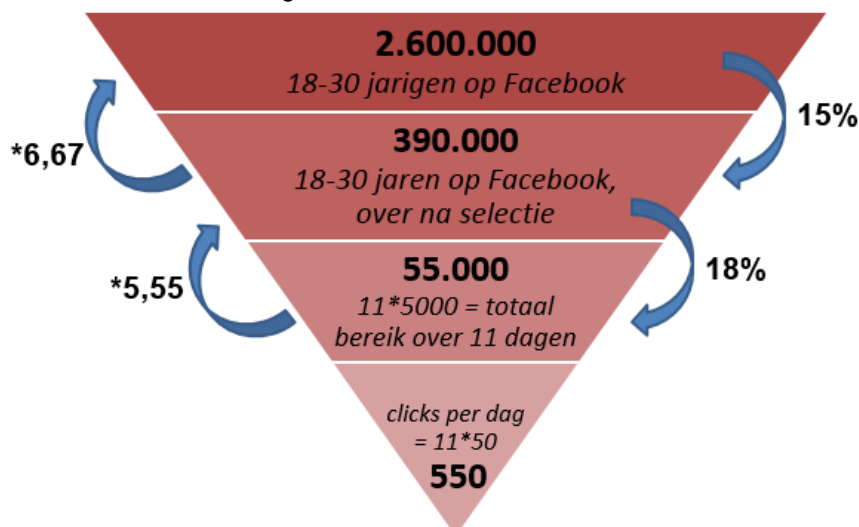 2.600.000
18-30 jarigen op Facebook
15%
*6,67
390.000
18-30 jaren op Facebook,
over na selectie
18%
*5,55
55.000
11*5000 = totaal
bereik over 11 dagen
clicks per dag
= 11*50
550